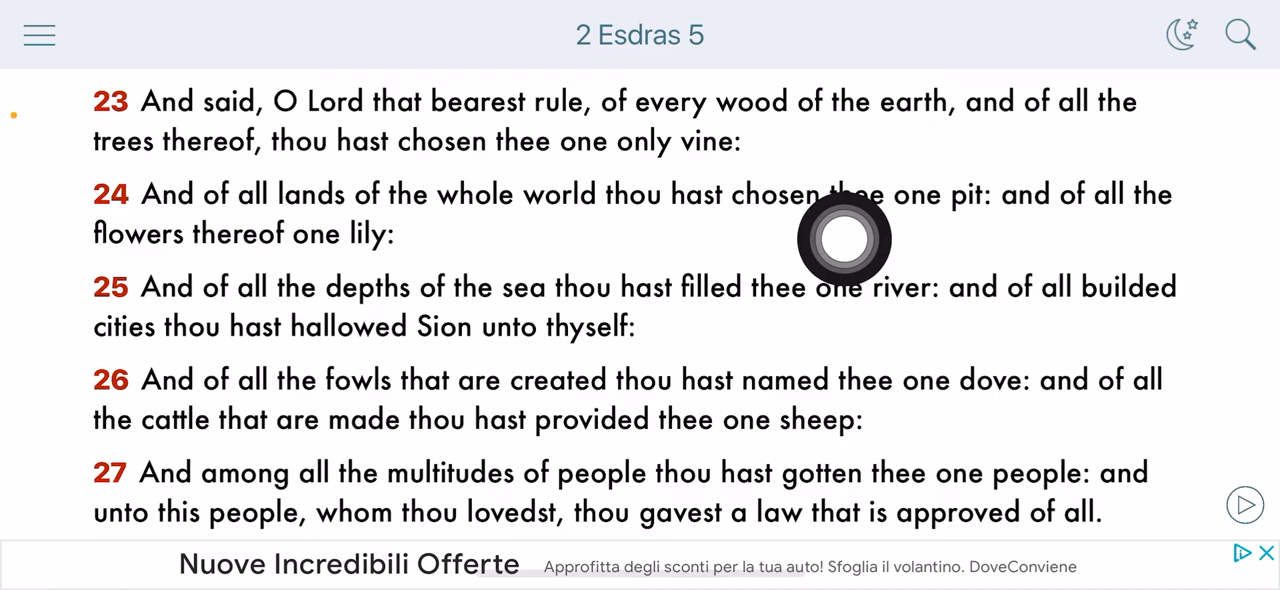 2 Esdras 5
23 And said, O Lord that bearest rule, of every wood of the earth, and of all the
trees thereof, thou hast chosen thee one only vine:
24 And of all lands of the whole world thou hast chosen thee one pit: and of all the
flowers thereof one lily:
25 And of all the depths of the sea thou hast filled thee one river: and of all builded
cities thou hast hallowed Sion unto thyself:
26 And of all the fowls that are created thou hast named thee one dove: and of all
the cattle that are made thou hast provided thee one sheep:
27 And among all the multitudes of people thou hast gotten thee one people: and
unto this people, whom thou lovedst, thou gavest a law that is approved of all.
Nuove Incredibili Offerte Approfitta degli sconti per la tua auto! Sfoglia il volantino. DoveConviene